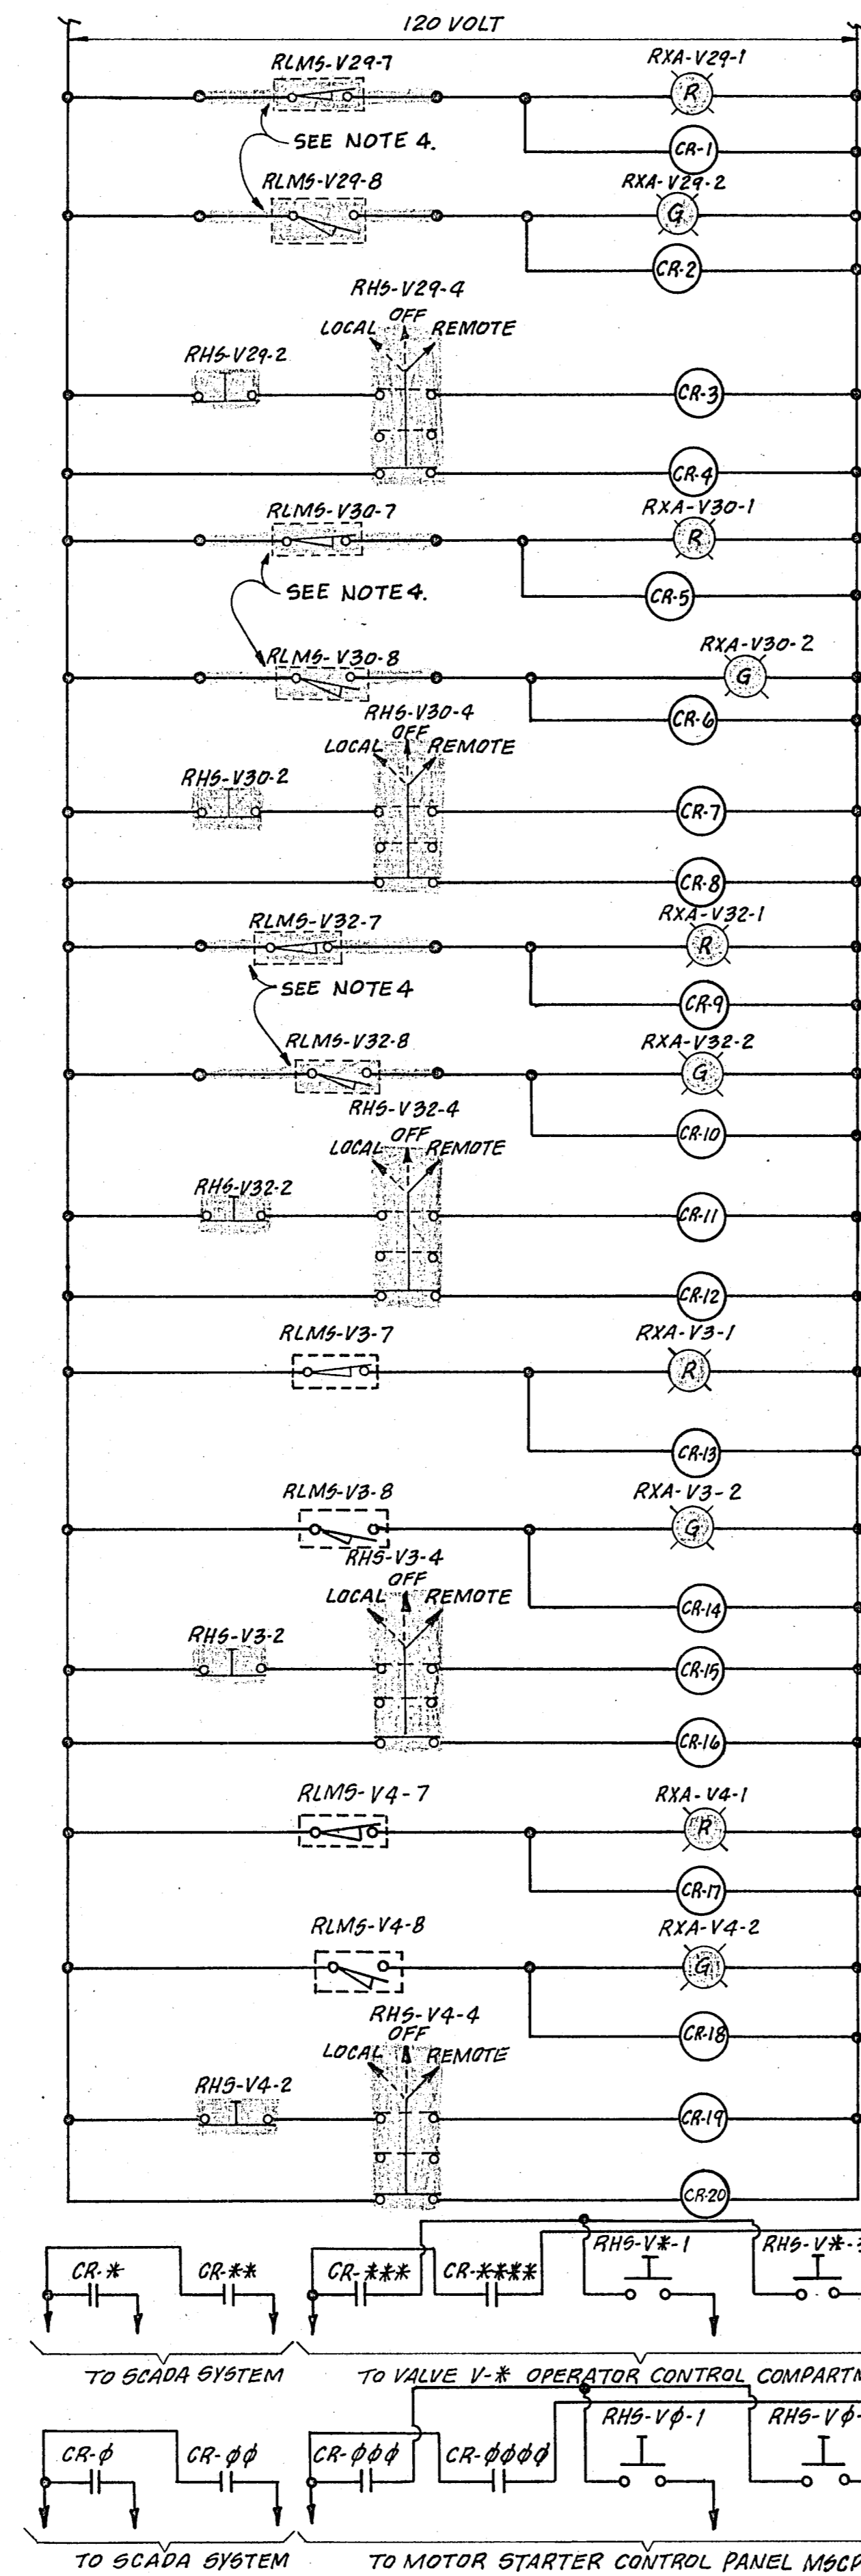 120 VOLT
RLMS-V29-7
RXA-V29-1
R
SEE NOTE 4.
CR-1
RLMS-V29-8
RXA-V29-2
G
CR-2
RHS-V29-4
OFF
LOCAL REMOTE
RHS-V29-2
CR-3
CR-4
RLMS-V30-7
RXA-V30-1
R
SEE NOTE 4.
CR-5
RLMS-V30-8
RXA-V30-2
G
CR-6
RHS-V30-4
OFF
LOCAL REMOTE
RHS-V30-2
CR-7
CR-8
RLMS-V32-7
RXA-V32-1
R
SEE NOTE 4
CR-9
RLMS-V32-8
RXA-V32-2
G
CR-10
RHS-V32-4
OFF
LOCAL REMOTE
RHS-V32-2
CR-11
CR-12
RLMS-V3-7
RXA-V3-1
R
CR-13
RLMS-V3-8
RXA-V3-2
G
CR-14
RHS-V3-4
OFF
LOCAL REMOTE
RHS-V3-2
CR-15
CR-16
RLMS-V4-7
RXA-V4-1
R
CR-17
RLMS-V4-8
RXA-V4-2
G
CR-18
RHS-V4-4
OFF
LOCAL REMOTE
RHS-V4-2
CR-19
CR-20
CR-* CR-** CR-*** CR-**** RHS-V*-1 RHS-V*-
TO SCADA SYSTEM TO VALVE V-* OPERATOR CONTROL
CR-φ CR-φφ CR-φφφ CR-φφφφ RHS-Vφ-1 RHS-Vφ-
TO SCADA SYSTEM TO MOTOR STARTER CONTROL PANEL